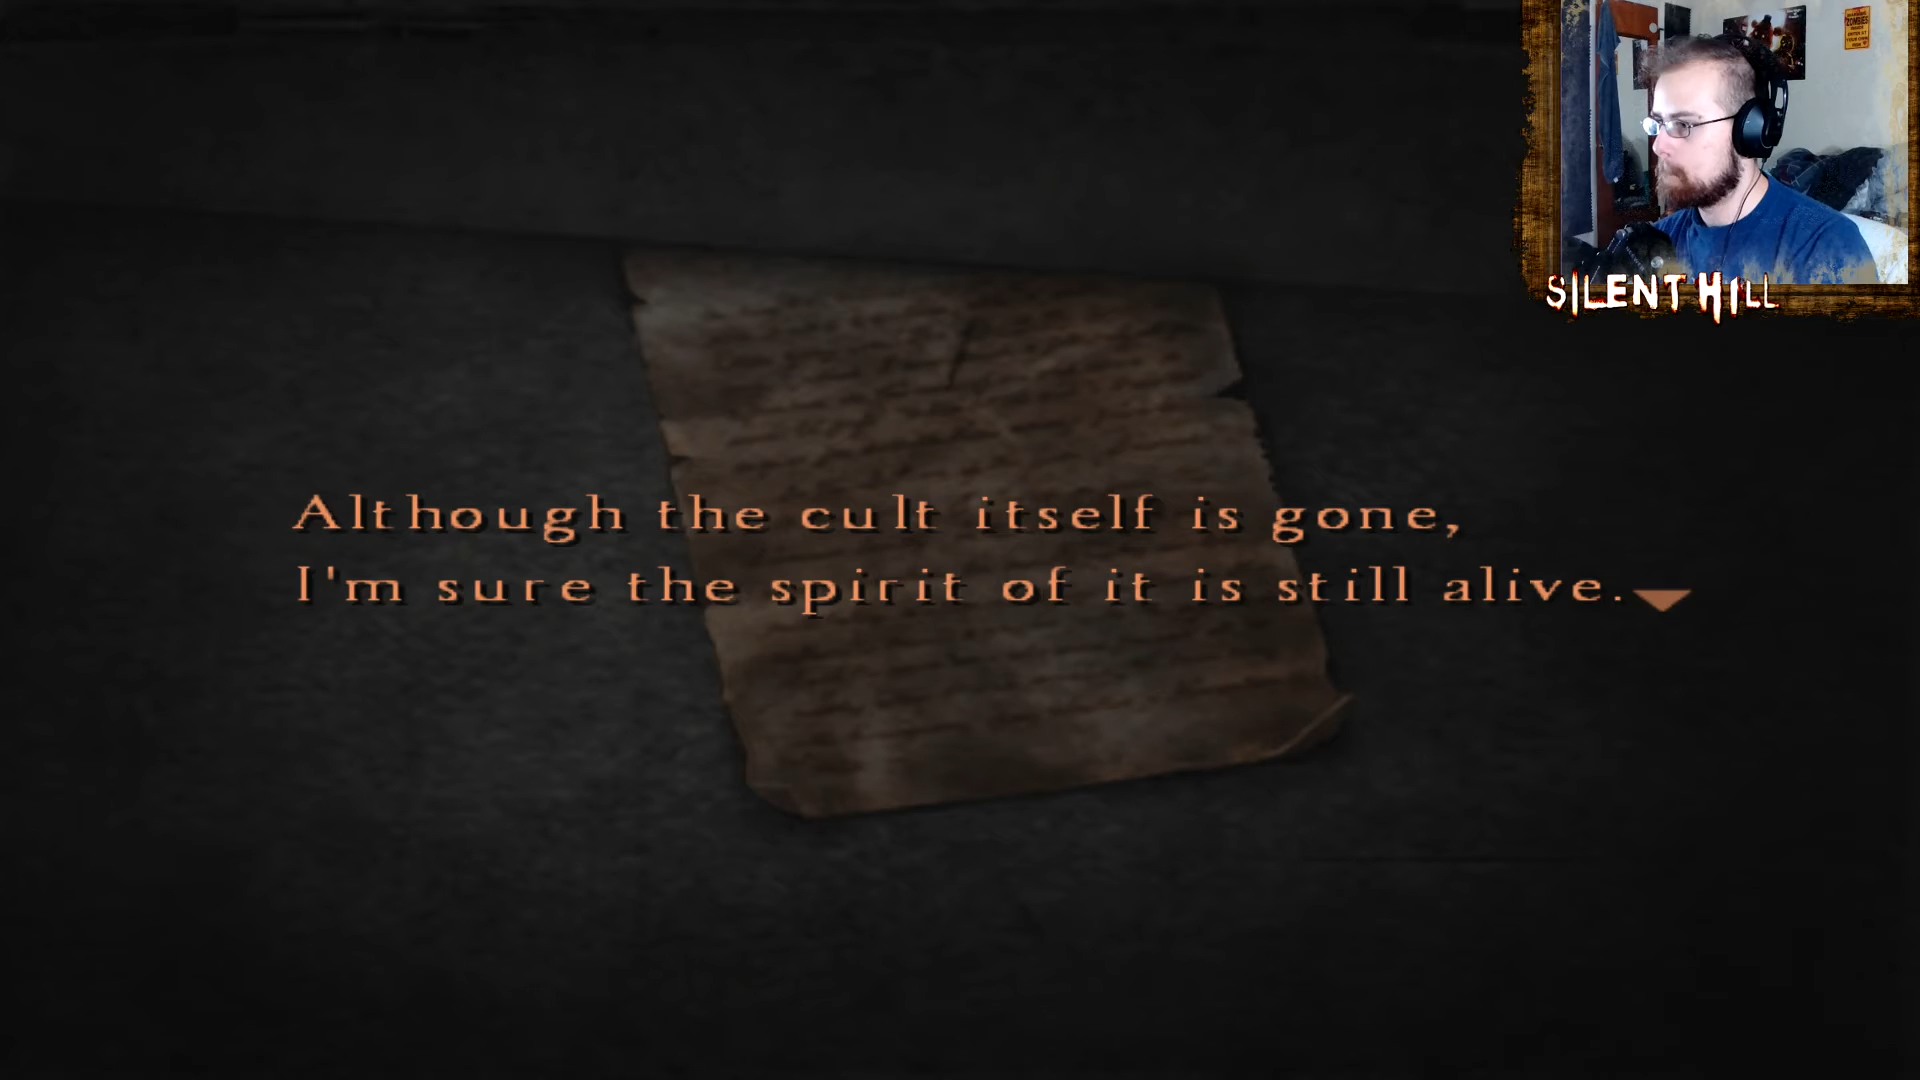 SILENT HILL
Although the cult itself is gone,
I'm sure the spirit of it is still alive.